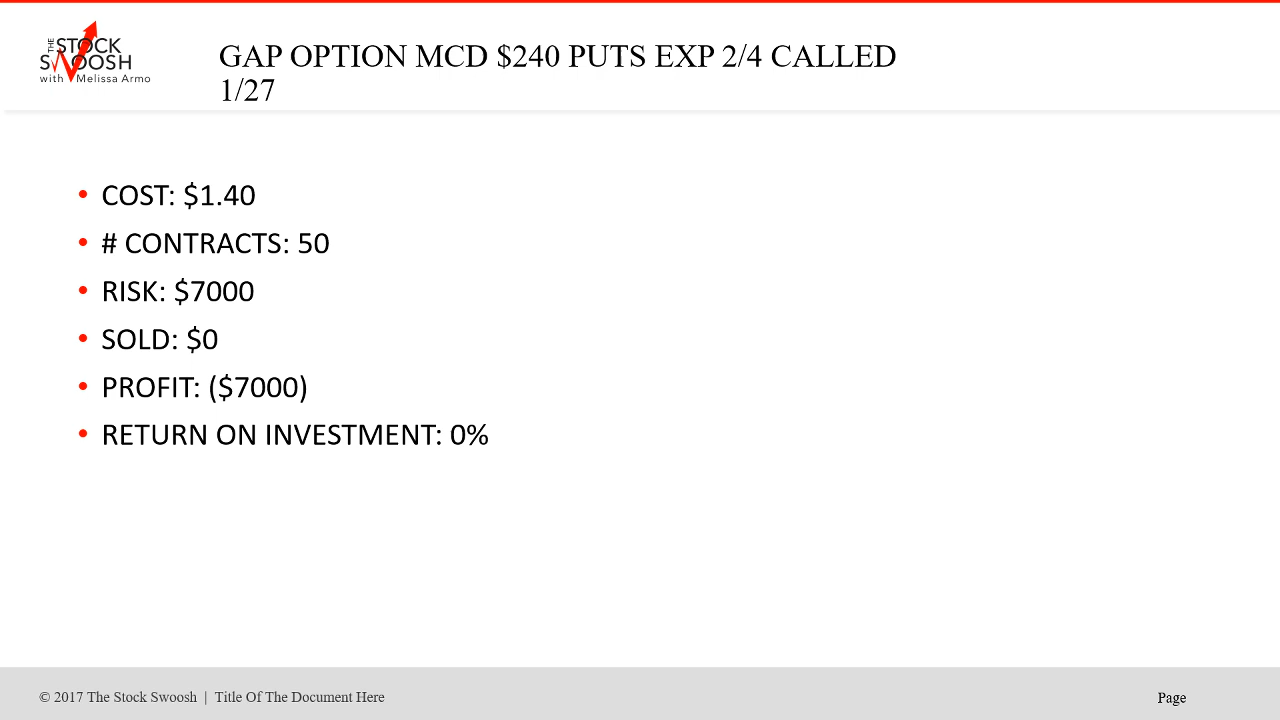 THE
STOCK
SWOOSH
with Melissa Armo
GAP OPTION MCD $240 PUTS EXP 2/4 CALLED
1/27
• COST: $1.40
• # CONTRACTS: 50
• RISK: $7000
• SOLD: $0
• PROFIT: ($7000)
• RETURN ON INVESTMENT: 0%
© 2017 The Stock Swoosh | Title Of The Document Here
Page